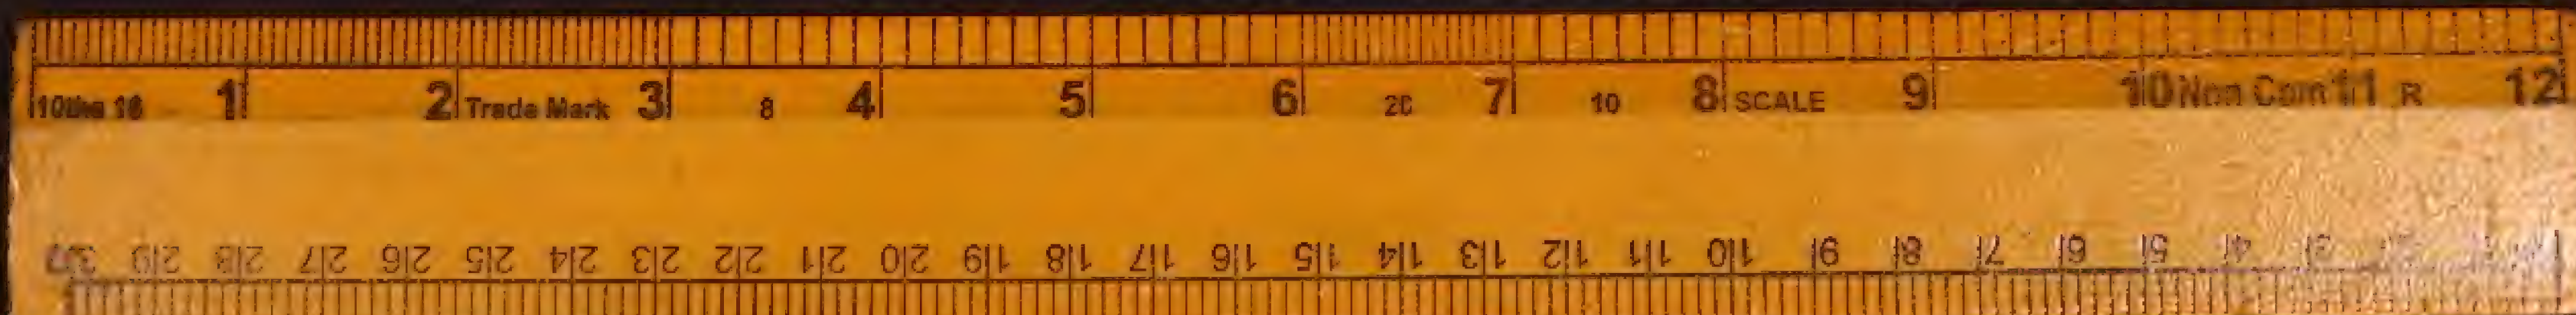 10ths 16 1 2 Trade Mark 3 8 4 5 6 20 7 10 8 SCALE 9 10 Non Com 11 R 12
30 29 28 27 26 25 24 23 22 21 20 19 18 17 16 15 14 13 12 11 10 9 8 7 6 5 4 3